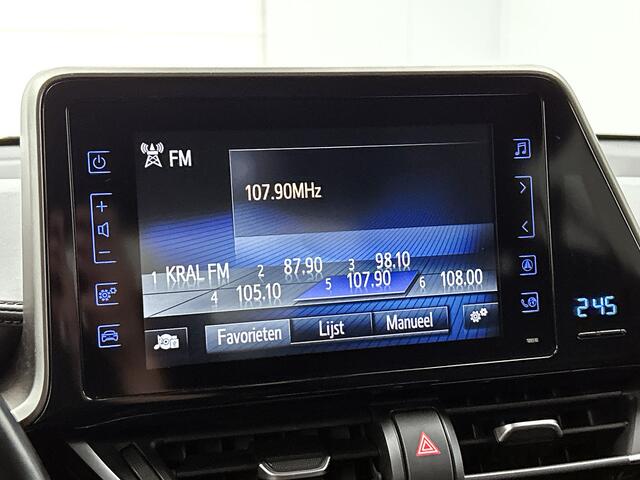 FM
107.90MHz
1 KRAL FM 2 87.90 3 98.10
4 105.10 5 107.90 6 108.00
Favorieten Lijst Manueel
2:45